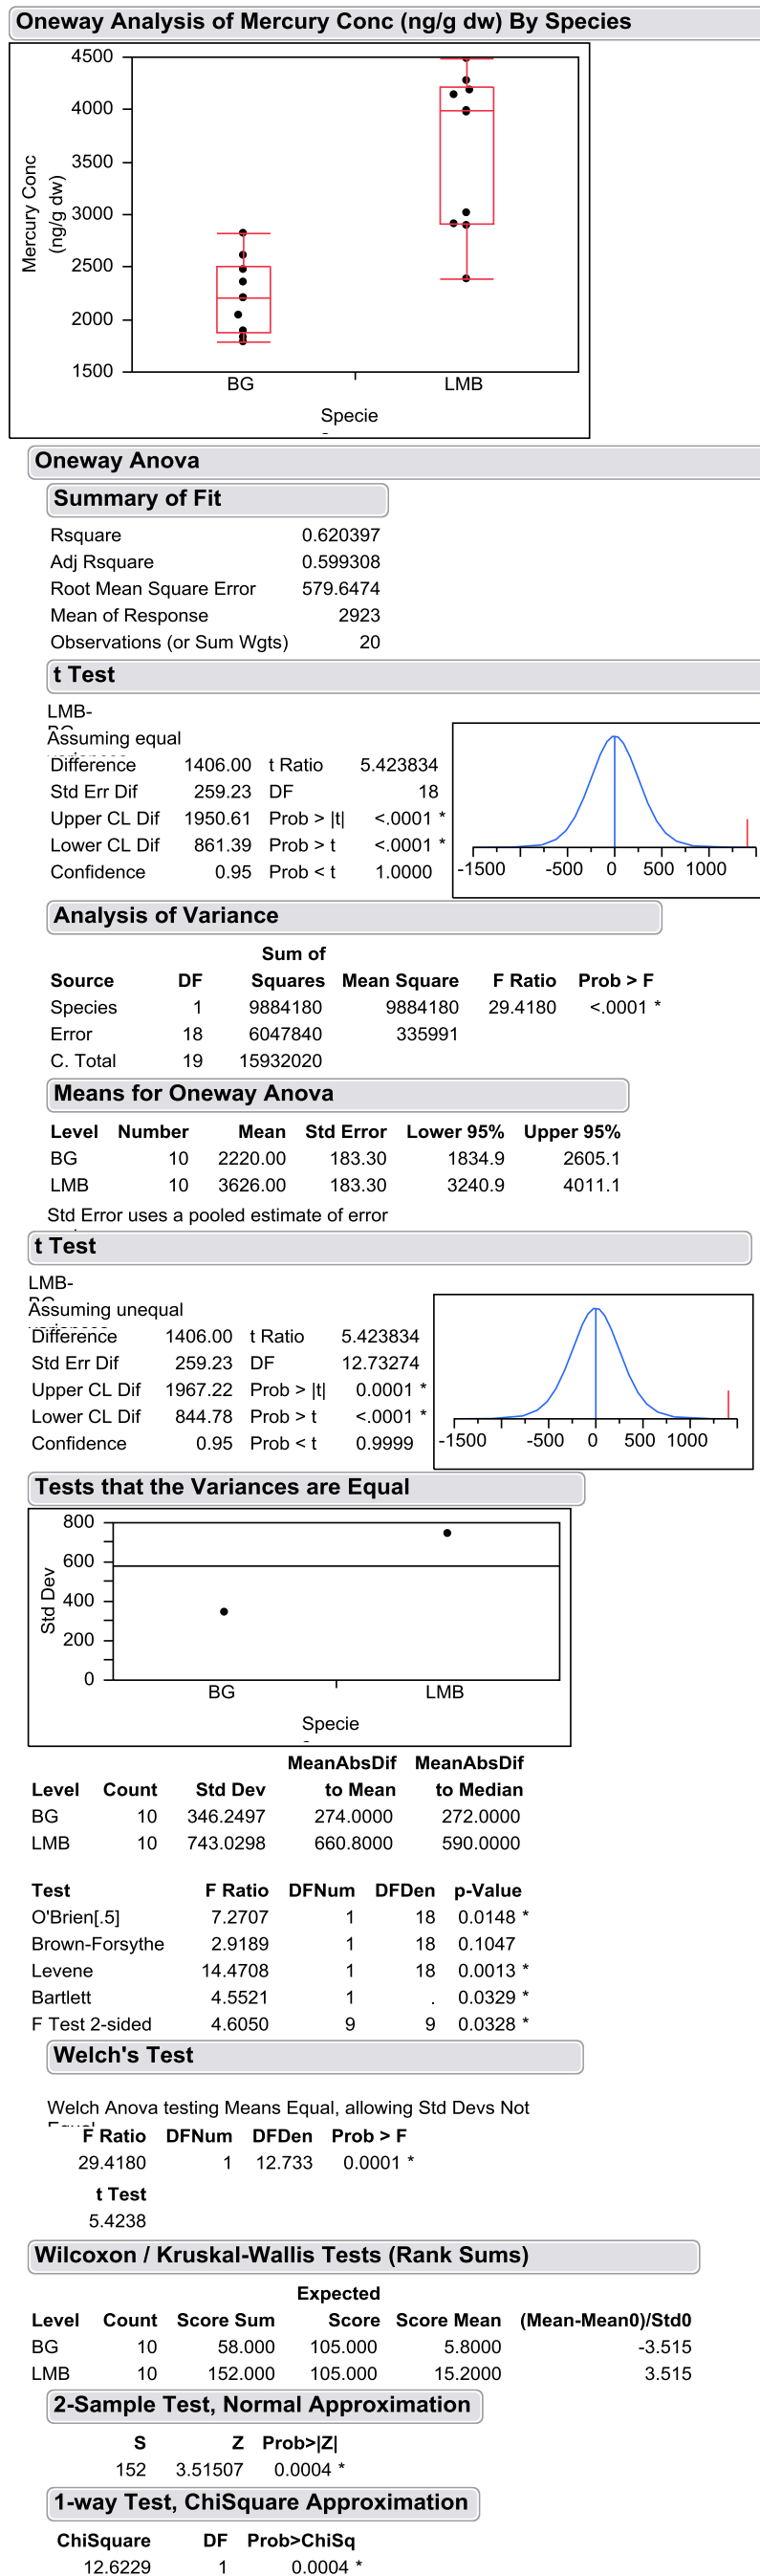 Oneway Analysis of Mercury Conc (ng/g dw) By Species
4500
4000
3500
3000
2500
2000
1500
Mercury Conc
(ng/g dw)
BG LMB
Specie
Oneway Anova
Summary of Fit
Rsquare 0.620397
Adj Rsquare 0.599308
Root Mean Square Error 579.6474
Mean of Response 2923
Observations (or Sum Wgts) 20
t Test
LMB-
Assuming equal
Difference 1406.00 t Ratio 5.423834
Std Err Dif 259.23 DF 18
Upper CL Dif 1950.61 Prob > |t| <.0001 *
Lower CL Dif 861.39 Prob > t <.0001 *
Confidence 0.95 Prob < t 1.0000
-1500 -500 0 500 1000
Analysis of Variance
Sum of
Source DF Squares Mean Square F Ratio Prob > F
Species 1 9884180 9884180 29.4180 <.0001 *
Error 18 6047840 335991
C. Total 19 15932020
Means for Oneway Anova
Level Number Mean Std Error Lower 95% Upper 95%
BG 10 2220.00 183.30 1834.9 2605.1
LMB 10 3626.00 183.30 3240.9 4011.1
Std Error uses a pooled estimate of error
t Test
LMB-
Assuming unequal
Difference 1406.00 t Ratio 5.423834
Std Err Dif 259.23 DF 12.73274
Upper CL Dif 1967.22 Prob > |t| 0.0001 *
Lower CL Dif 844.78 Prob > t <.0001 *
Confidence 0.95 Prob < t 0.9999
-1500 -500 0 500 1000
Tests that the Variances are Equal
800
600
400
200
0
Std Dev
BG LMB
Specie
MeanAbsDif MeanAbsDif
Level Count Std Dev to Mean to Median
BG 10 346.2497 274.0000 272.0000
LMB 10 743.0298 660.8000 590.0000
Test F Ratio DFNum DFDen p-Value
O'Brien[.5] 7.2707 1 18 0.0148 *
Brown-Forsythe 2.9189 1 18 0.1047
Levene 14.4708 1 18 0.0013 *
Bartlett 4.5521 1 . 0.0329 *
F Test 2-sided 4.6050 9 9 0.0328 *
Welch's Test
Welch Anova testing Means Equal, allowing Std Devs Not
F Ratio DFNum DFDen Prob > F
29.4180 1 12.733 0.0001 *
t Test
5.4238
Wilcoxon / Kruskal-Wallis Tests (Rank Sums)
Expected
Level Count Score Sum Score Score Mean (Mean-Mean0)/Std0
BG 10 58.000 105.000 5.8000 -3.515
LMB 10 152.000 105.000 15.2000 3.515
2-Sample Test, Normal Approximation
S Z Prob>|Z|
152 3.51507 0.0004 *
1-way Test, ChiSquare Approximation
ChiSquare DF Prob>ChiSq
12.6229 1 0.0004 *